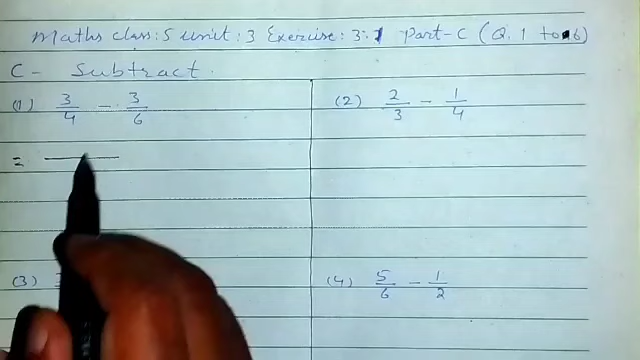 Maths class: 5 unit: 3 Exercise: 3.1 Part-C (Q. 1 to 6)
C- Subtract.
(1) 3/4 - 3/6
(2) 2/3 - 1/4
=
(3)
(4) 5/6 - 1/2